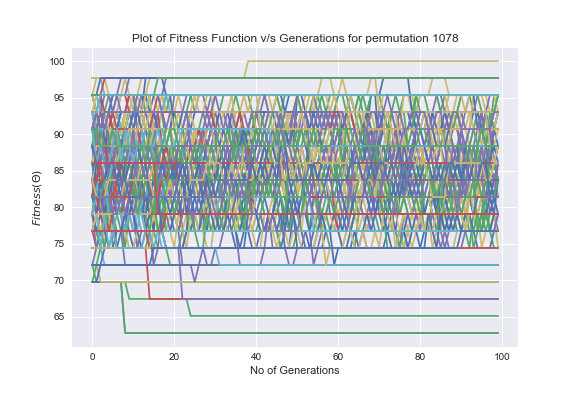 Plot of Fitness Function v/s Generations for permutation 1078
100
95
90
85
80
75
70
65
Fitness(Θ)
0 20 40 60 80 100
No of Generations